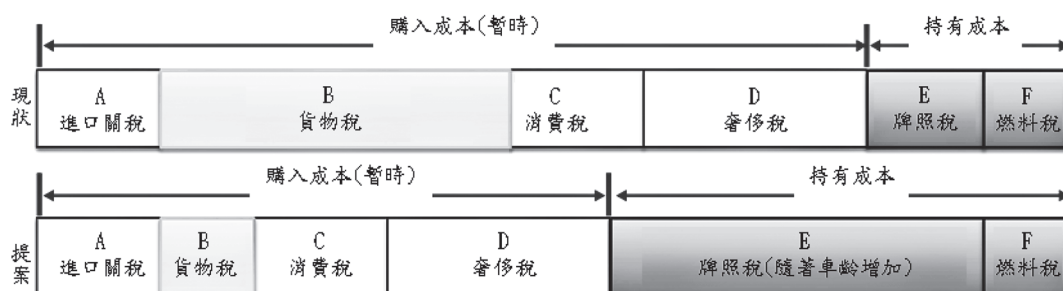 購入成本(暫時) 持有成本
現狀
A B C D E F
進口關稅 貨物稅 消費稅 奢侈稅 牌照稅 燃料稅
購入成本(暫時) 持有成本
提案
A B C D E F
進口關稅 貨物稅 消費稅 奢侈稅 牌照稅(隨著車齡增加) 燃料稅